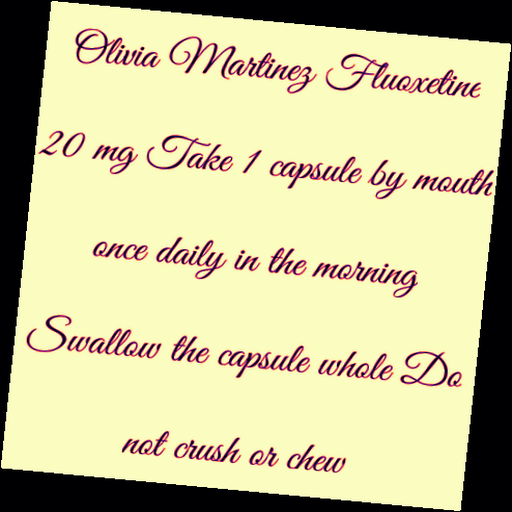 Olivia Martinez Fluoxetine
20 mg Take 1 capsule by mouth
once daily in the morning
Swallow the capsule whole Do
not crush or chew